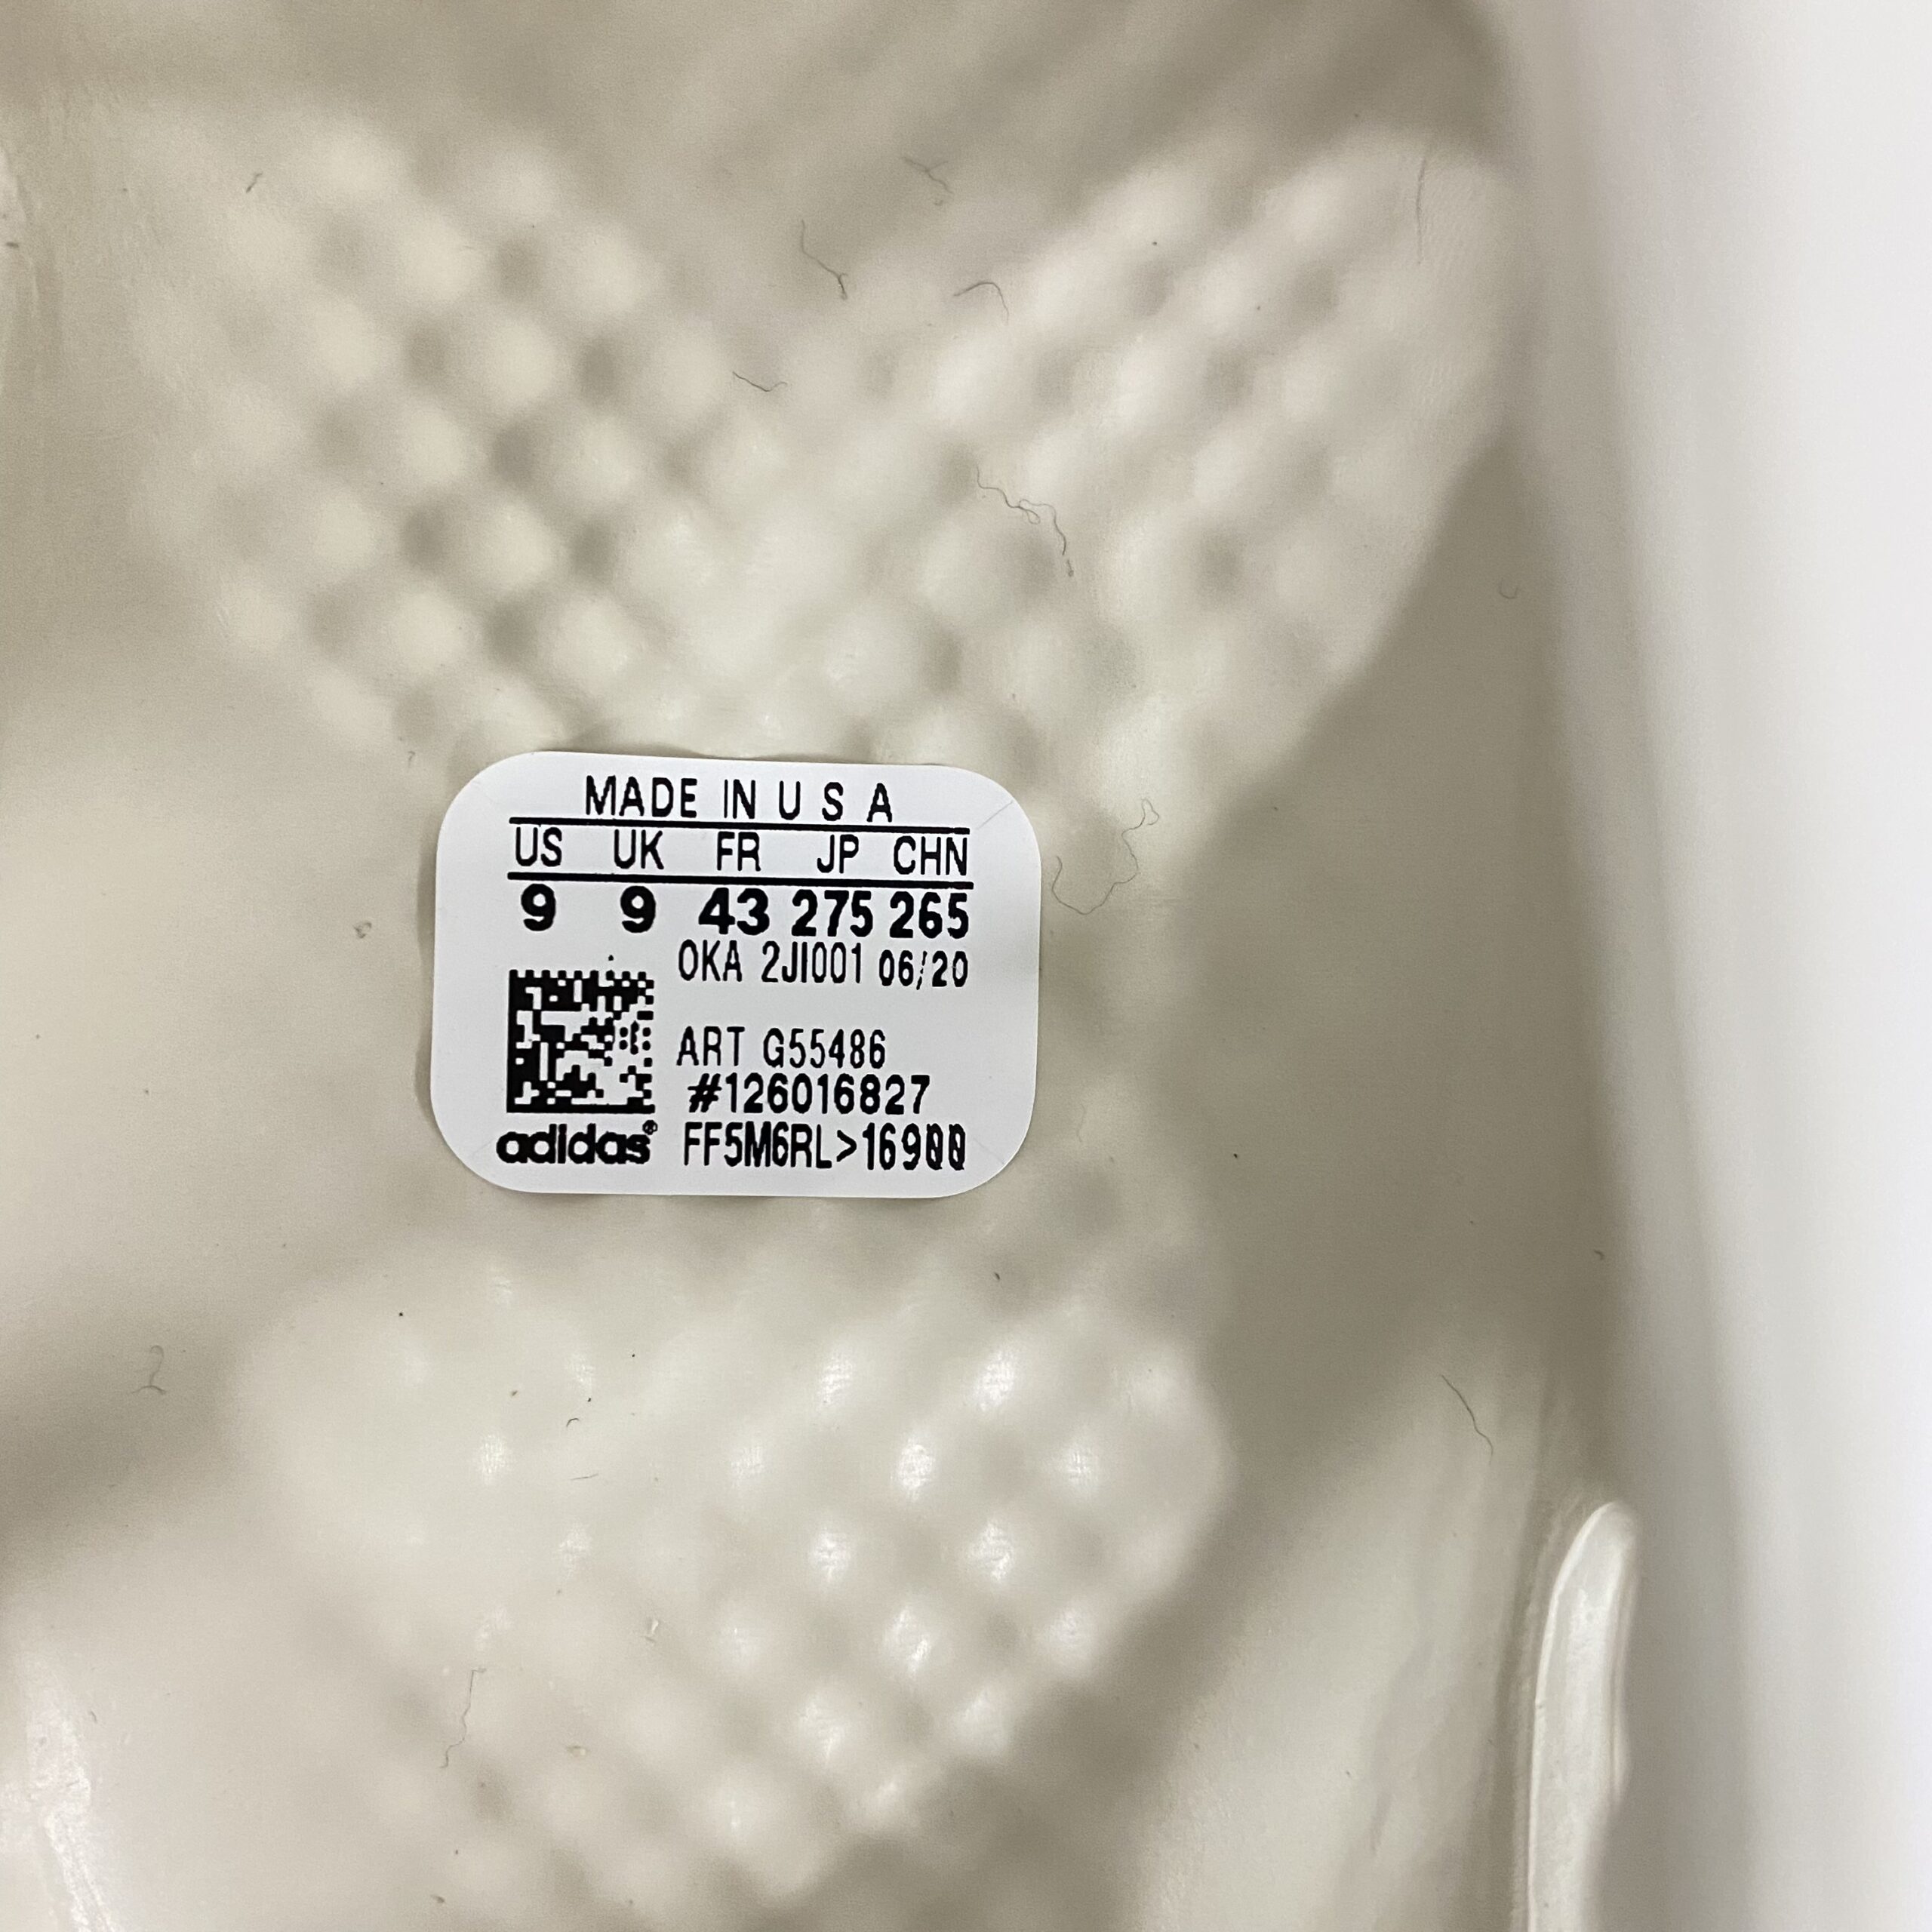 MADE IN U S A
US UK FR JP CHN
9 9 43 275 265
OKA 2JI001 06/20
ART G55486
#126016827
adidas® FF5M6RL>16900